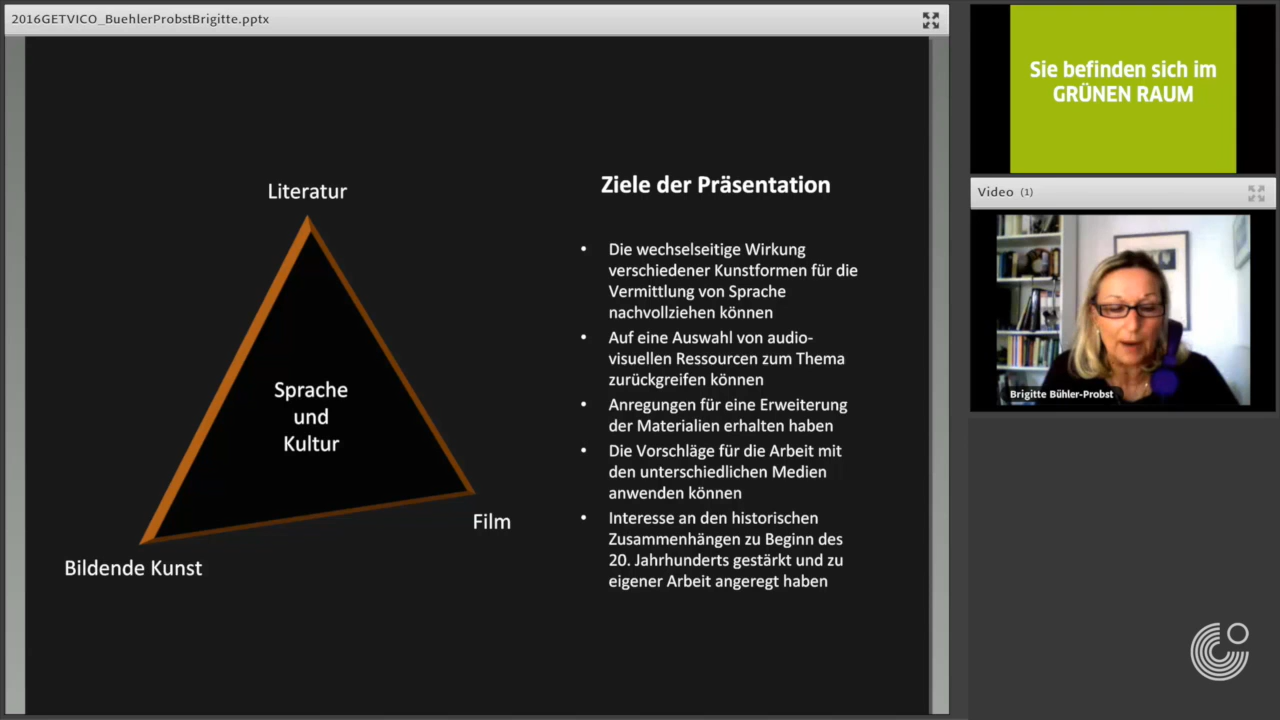 2016GETVICO_BuehlerProbstBrigitte.pptx
Literatur
Sprache
und
Kultur
Film
Bildende Kunst
Ziele der Präsentation
• Die wechselseitige Wirkung
verschiedener Kunstformen für die
Vermittlung von Sprache
nachvollziehen können
• Auf eine Auswahl von audio-
visuellen Ressourcen zum Thema
zurückgreifen können
• Anregungen für eine Erweiterung
der Materialien erhalten haben
• Die Vorschläge für die Arbeit mit
den unterschiedlichen Medien
anwenden können
• Interesse an den historischen
Zusammenhängen zu Beginn des
20. Jahrhunderts gestärkt und zu
eigener Arbeit angeregt haben
Sie befinden sich im
GRÜNEN RAUM
Video (1)
Brigitte Bühler-Probst